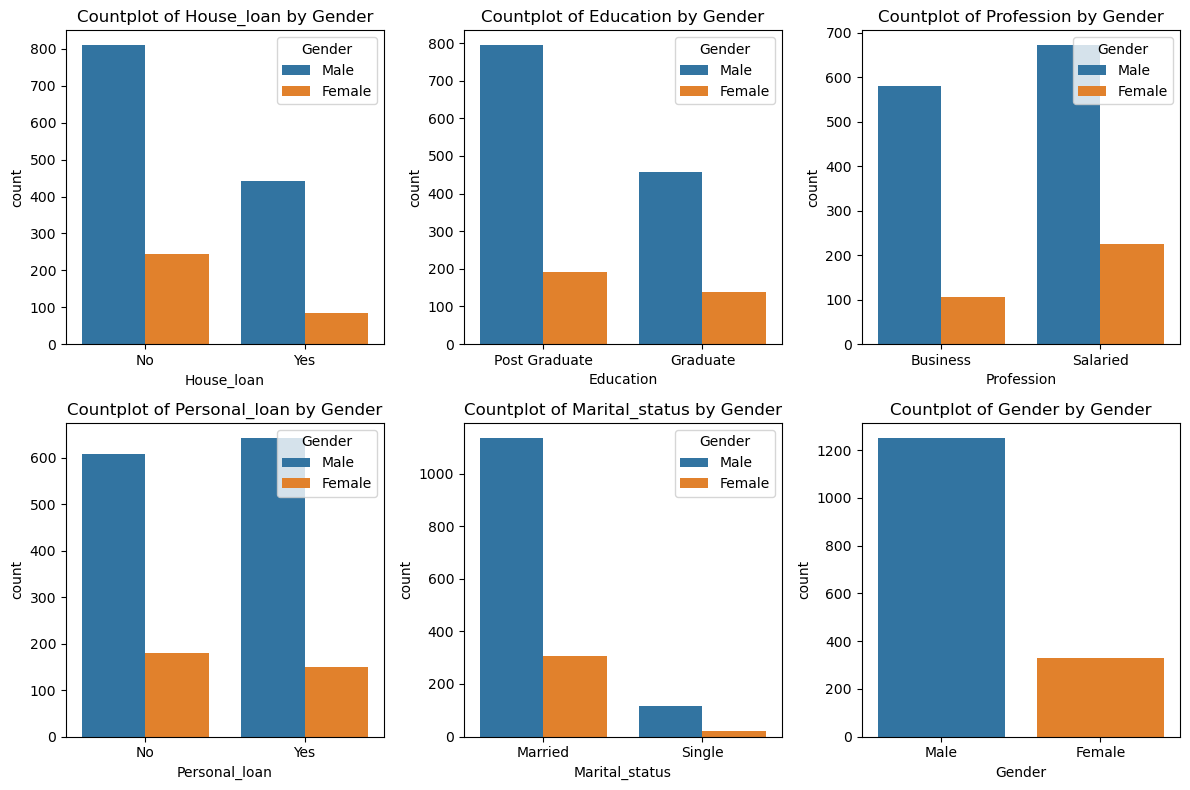 Countplot of House_loan by Gender
800
700
600
500
400
300
200
100
0
count
Gender
Male
Female
No
Yes
House_loan
Countplot of Education by Gender
800
700
600
500
400
300
200
100
0
count
Gender
Male
Female
Post Graduate
Graduate
Education
Countplot of Profession by Gender
700
600
500
400
300
200
100
0
count
Gender
Male
Female
Business
Salaried
Profession
Countplot of Personal_loan by Gender
600
500
400
300
200
100
0
count
Gender
Male
Female
No
Yes
Personal_loan
Countplot of Marital_status by Gender
1000
800
600
400
200
0
count
Gender
Male
Female
Married
Single
Marital_status
Countplot of Gender by Gender
1200
1000
800
600
400
200
0
count
Male
Female
Gender